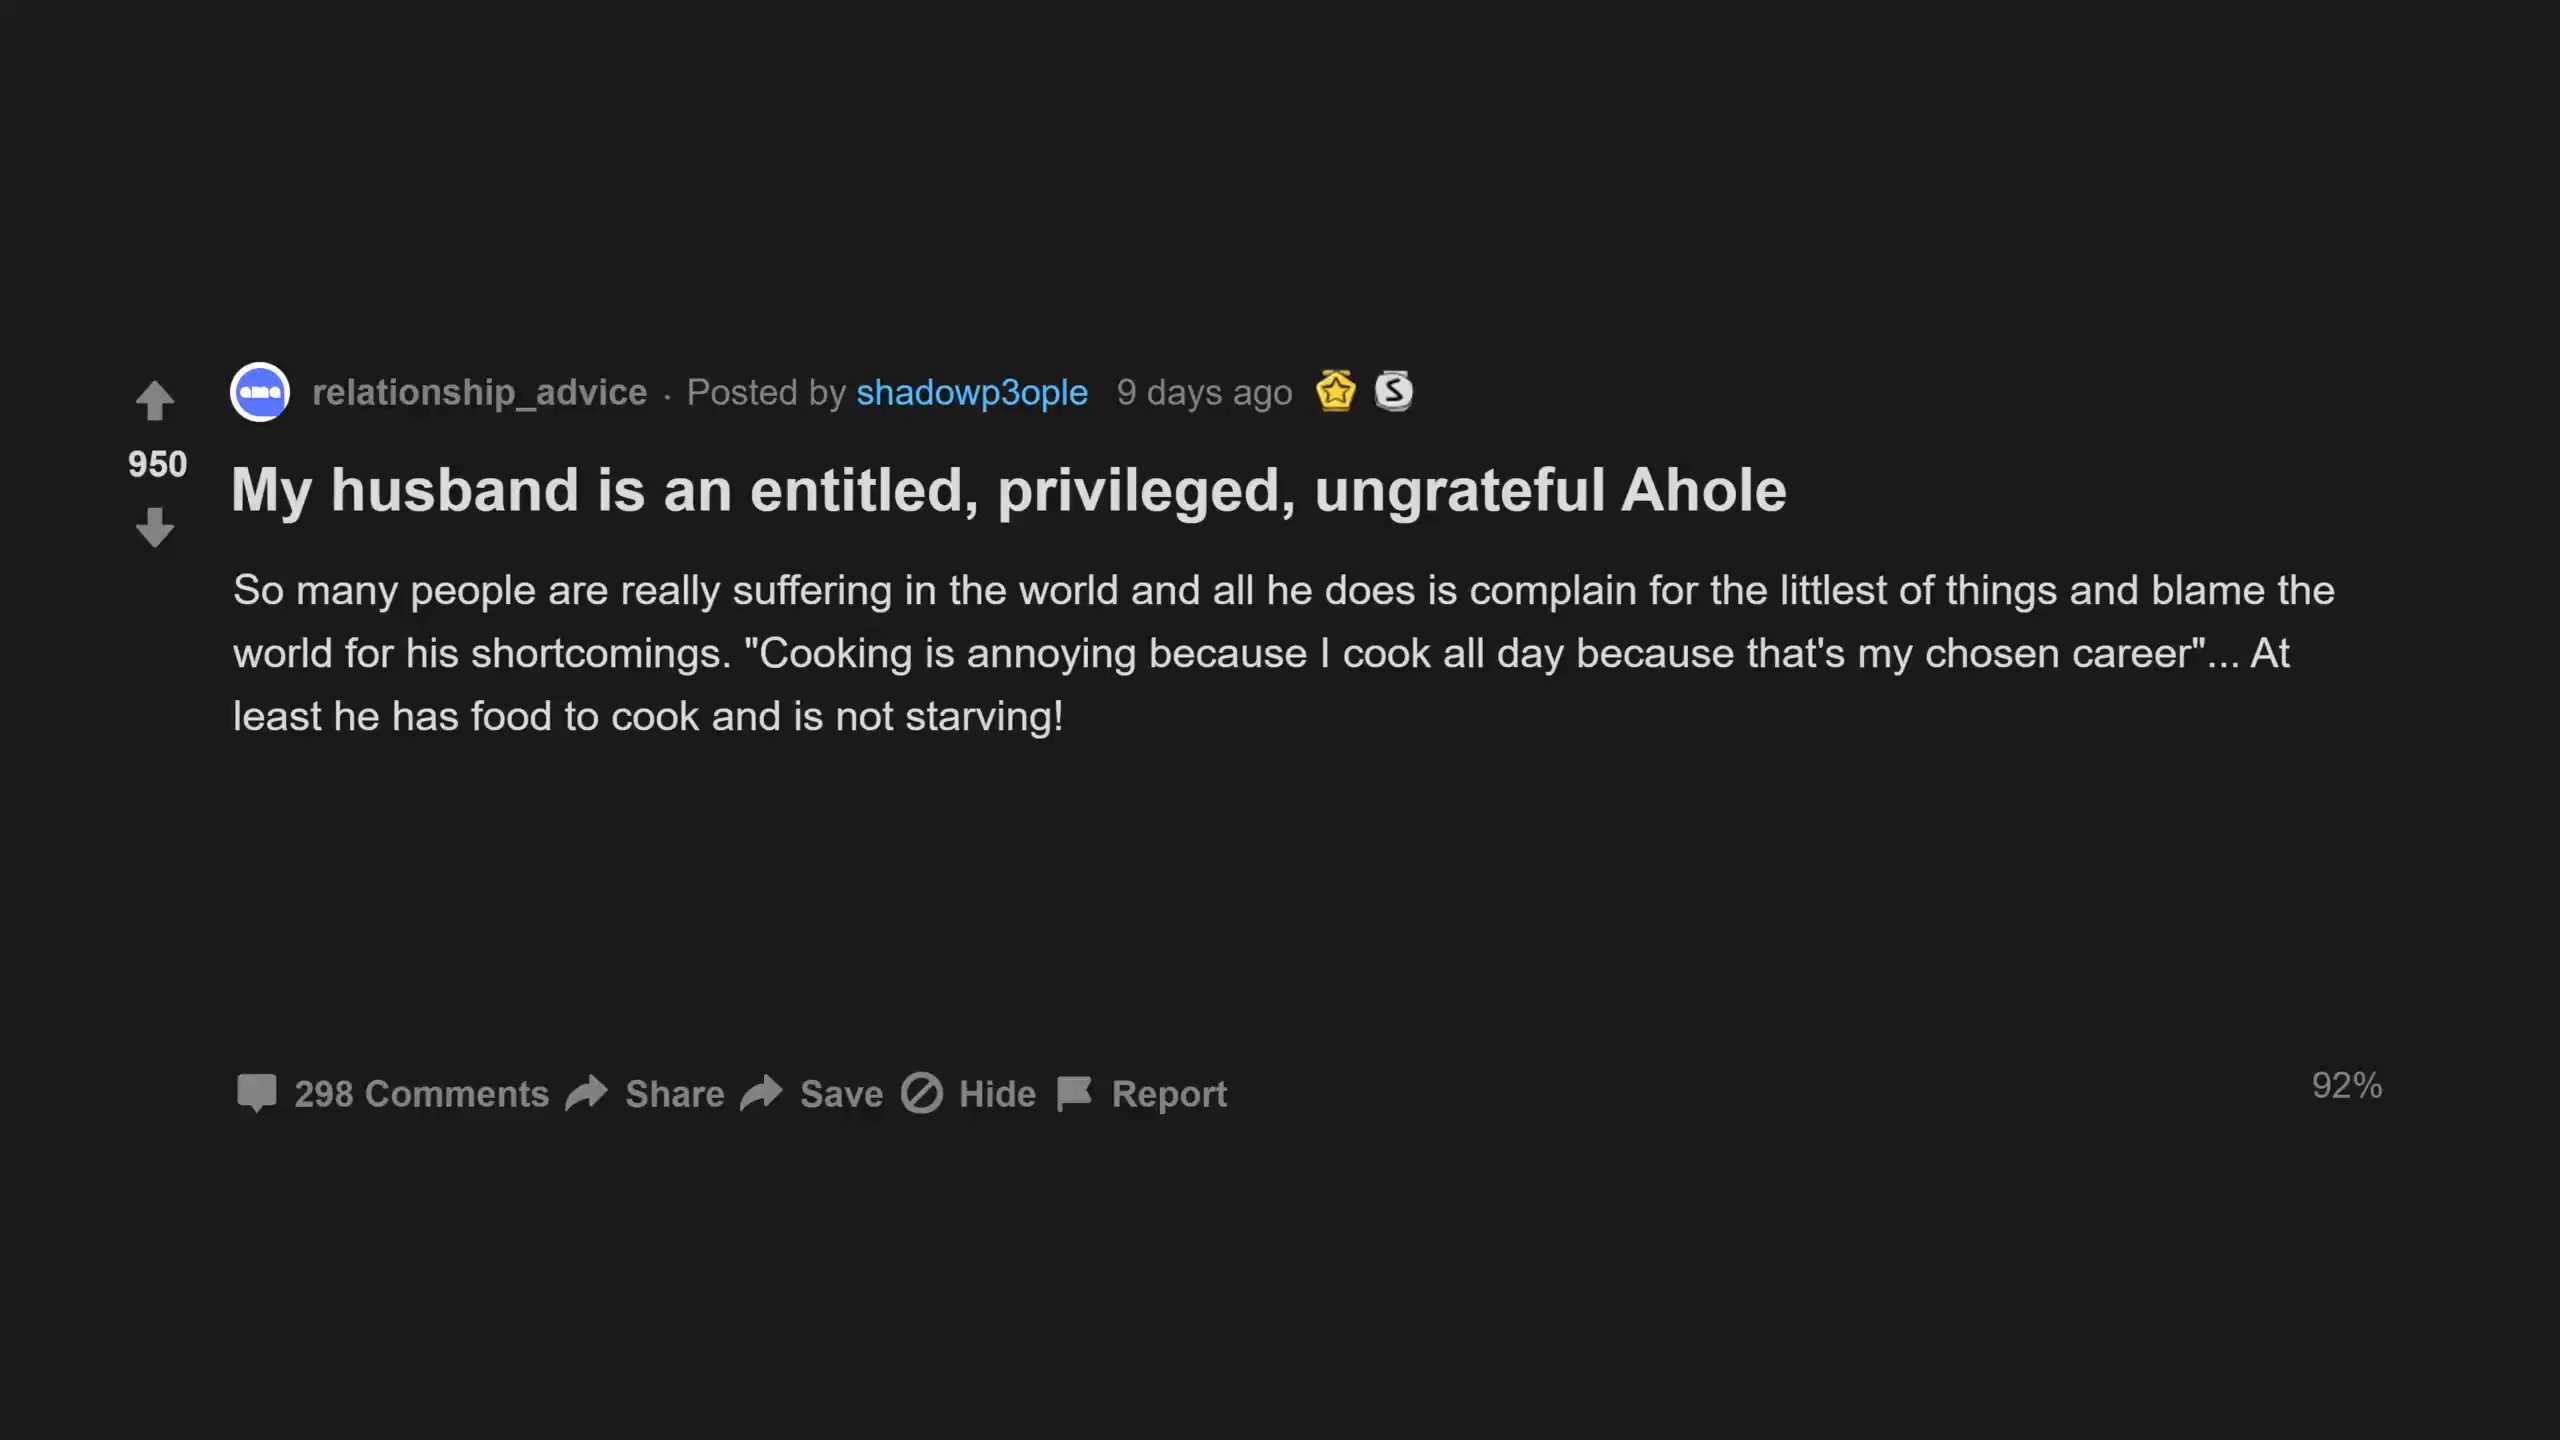 ama relationship_advice · Posted by shadowp3ople 9 days ago S
950
My husband is an entitled, privileged, ungrateful Ahole
So many people are really suffering in the world and all he does is complain for the littlest of things and blame the
world for his shortcomings. "Cooking is annoying because I cook all day because that's my chosen career"... At
least he has food to cook and is not starving!
298 Comments Share Save Hide Report
92%